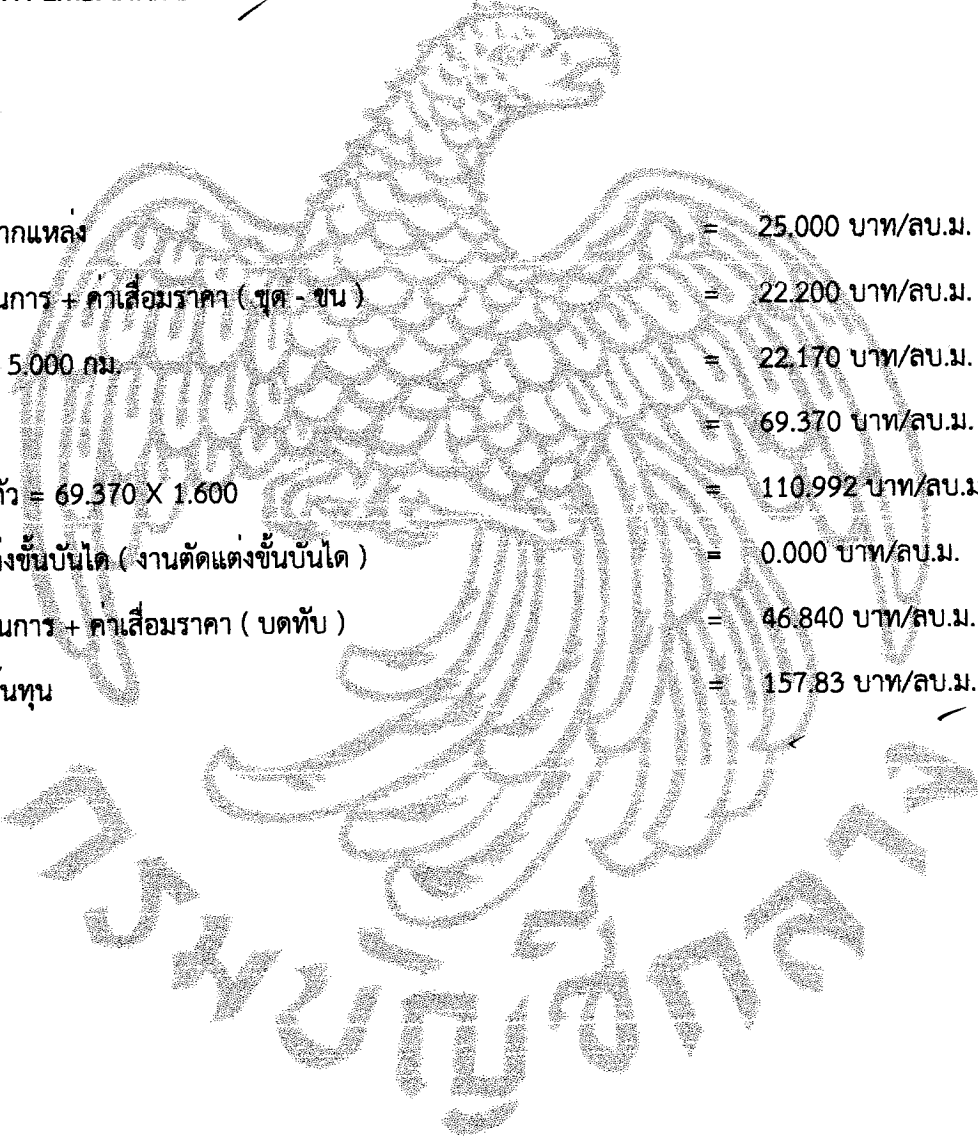 ากแหล่ง = 25.000 บาท/ลบ.ม.
นการ + ค่าเสื่อมราคา ( ขุด - ขน ) = 22.200 บาท/ลบ.ม.
5.000 กม. = 22.170 บาท/ลบ.ม.
= 69.370 บาท/ลบ.ม.
ตัว = 69.370 X 1.600 = 110.992 บาท/ลบ.ม
งขั้นบันได ( งานตัดแต่งขั้นบันได ) = 0.000 บาท/ลบ.ม.
นการ + ค่าเสื่อมราคา ( บดทับ ) = 46.840 บาท/ลบ.ม.
นทุน = 157.83 บาท/ลบ.ม.
กรมบัญชีกลาง